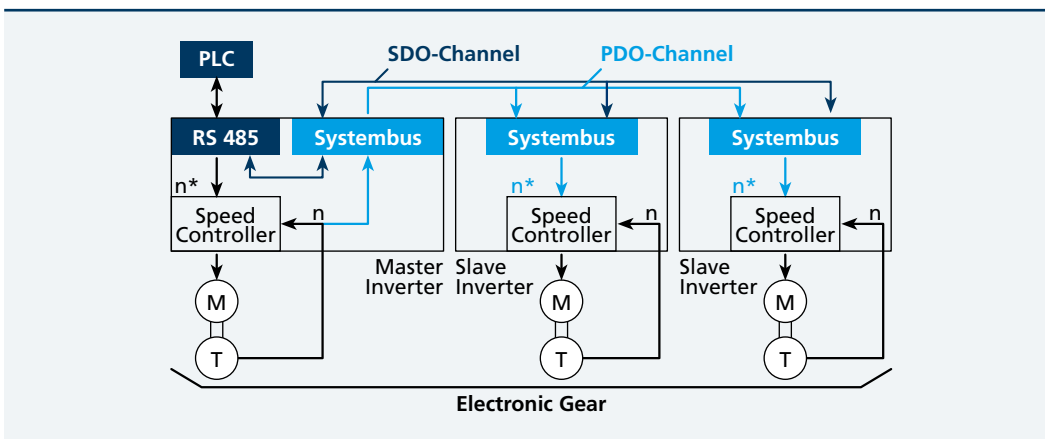 SDO-Channel
PDO-Channel
PLC
RS 485
Systembus
Systembus
Systembus
n*
n*
n*
n
n
n
Speed
Controller
Speed
Controller
Speed
Controller
Master
Inverter
Slave
Inverter
Slave
Inverter
M
M
M
T
T
T
Electronic Gear